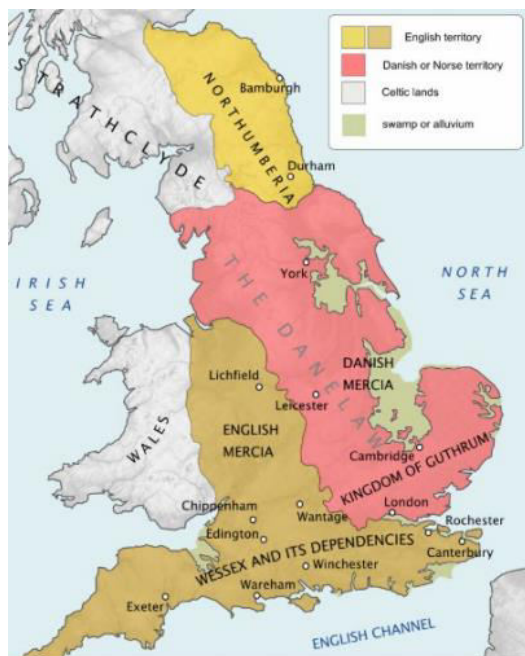 English territory
Danish or Norse territory
Celtic lands
swamp or alluvium
STRATHCLYDE
NORTHUMBERIA
Bamburgh
Durham
IRISH
SEA
NORTH
SEA
York
THE DANELAW
DANISH
MERCIA
Lichfield
Leicester
WALES
ENGLISH
MERCIA
Cambridge
KINGDOM OF GUTHRUM
Chippenham
Wantage
London
Rochester
Edington
WESSEX AND ITS DEPENDENCIES
Canterbury
Winchester
Exeter
Wareham
ENGLISH CHANNEL